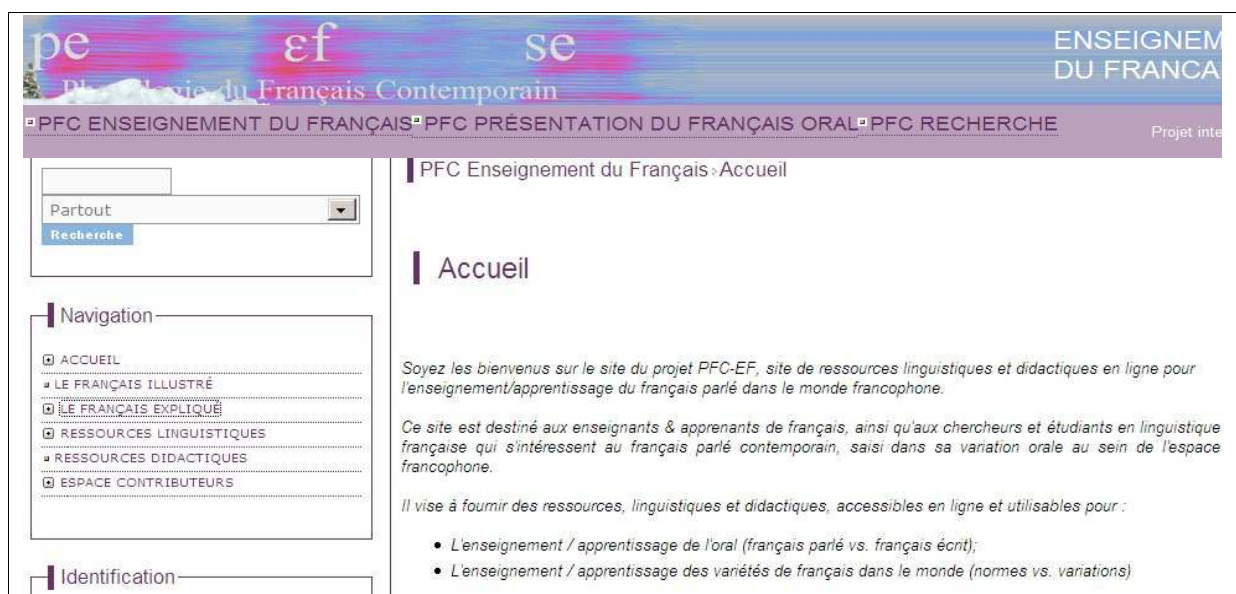 pe εf se
ENSEIGNEM
DU FRANCA
du Français Contemporain
PFC ENSEIGNEMENT DU FRANÇAIS PFC PRÉSENTATION DU FRANÇAIS ORAL PFC RECHERCHE
Projet inte
Partout
Recherche
Navigation
ACCUEIL
LE FRANÇAIS ILLUSTRÉ
LE FRANÇAIS EXPLIQUÉ
RESSOURCES LINGUISTIQUES
RESSOURCES DIDACTIQUES
ESPACE CONTRIBUTEURS
Identification
PFC Enseignement du Français>Accueil
Accueil
Soyez les bienvenus sur le site du projet PFC-EF, site de ressources linguistiques et didactiques en ligne pour
l'enseignement/apprentissage du français parlé dans le monde francophone.
Ce site est destiné aux enseignants & apprenants de français, ainsi qu'aux chercheurs et étudiants en linguistique
française qui s'intéressent au français parlé contemporain, saisi dans sa variation orale au sein de l'espace
francophone.
Il vise à fournir des ressources, linguistiques et didactiques, accessibles en ligne et utilisables pour :
• L'enseignement / apprentissage de l'oral (français parlé vs. français écrit);
• L'enseignement / apprentissage des variétés de français dans le monde (normes vs. variations)